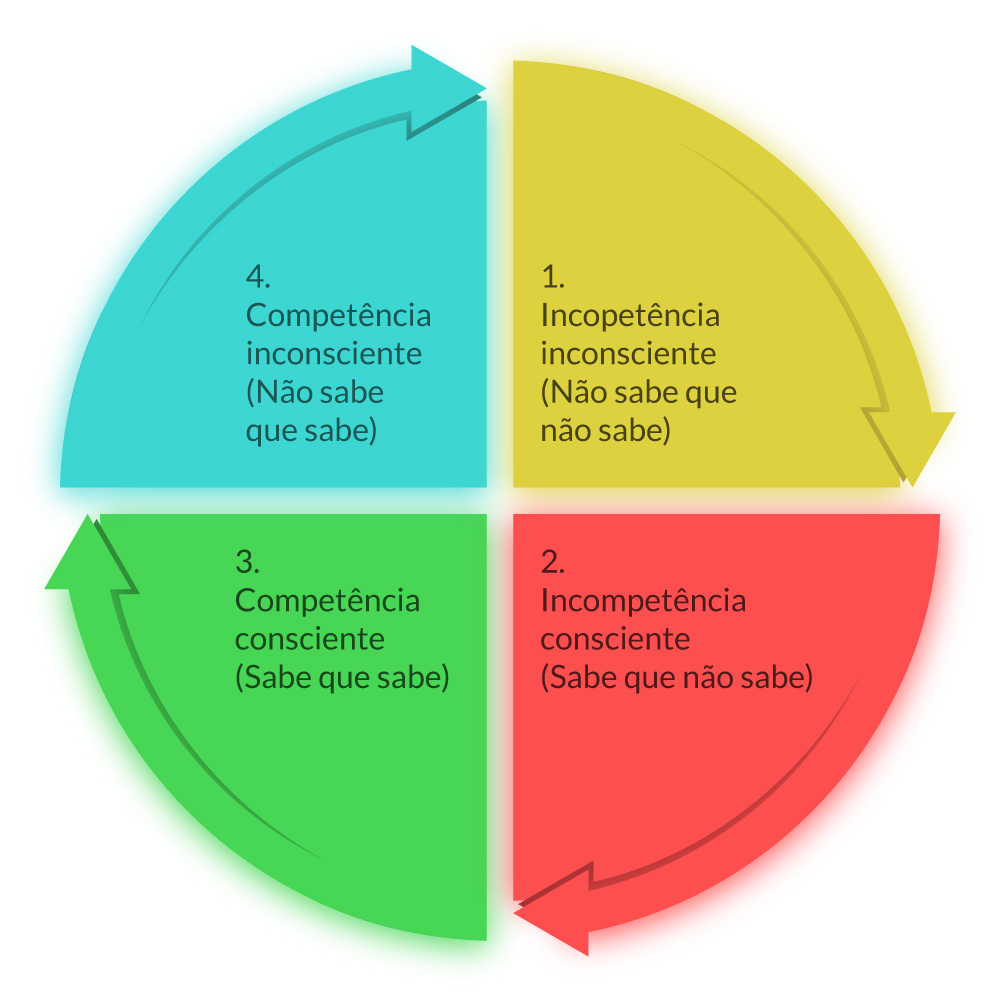 1.
Incopetência
inconsciente
(Não sabe que
não sabe)
2.
Incompetência
consciente
(Sabe que não sabe)
3.
Competência
consciente
(Sabe que sabe)
4.
Competência
inconsciente
(Não sabe
que sabe)